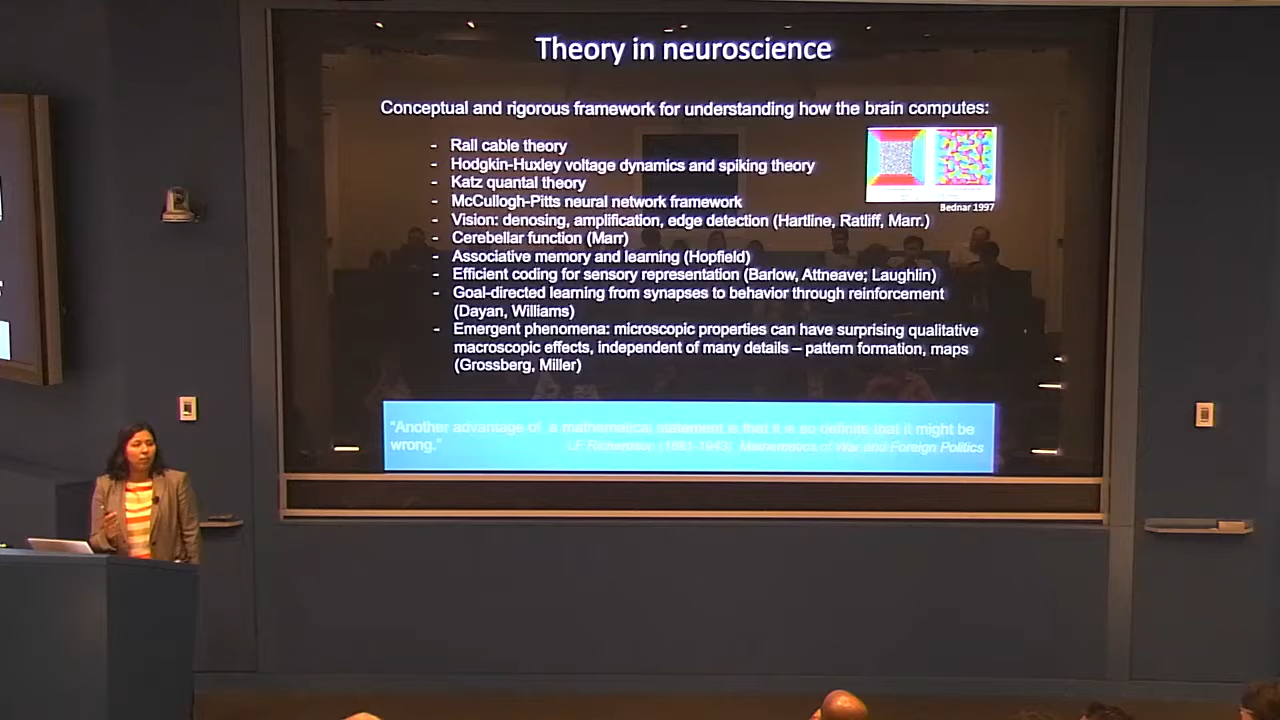 Theory in neuroscience
Conceptual and rigorous framework for understanding how the brain computes:
- Rall cable theory
- Hodgkin-Huxley voltage dynamics and spiking theory
- Katz quantal theory
- McCullogh-Pitts neural network framework
- Vision: denosing, amplification, edge detection (Hartline, Ratliff, Marr.)
- Cerebellar function (Marr)
- Associative memory and learning (Hopfield)
- Efficient coding for sensory representation (Barlow, Attneave; Laughlin)
- Goal-directed learning from synapses to behavior through reinforcement
(Dayan, Williams)
- Emergent phenomena: microscopic properties can have surprising qualitative
macroscopic effects, independent of many details – pattern formation, maps
(Grossberg, Miller)
Bednar 1997
"Another advantage of a mathematical statement is that it is so definite that it might be
wrong."
LF Richardson (1881-1943) Mathematics of War and Foreign Politics